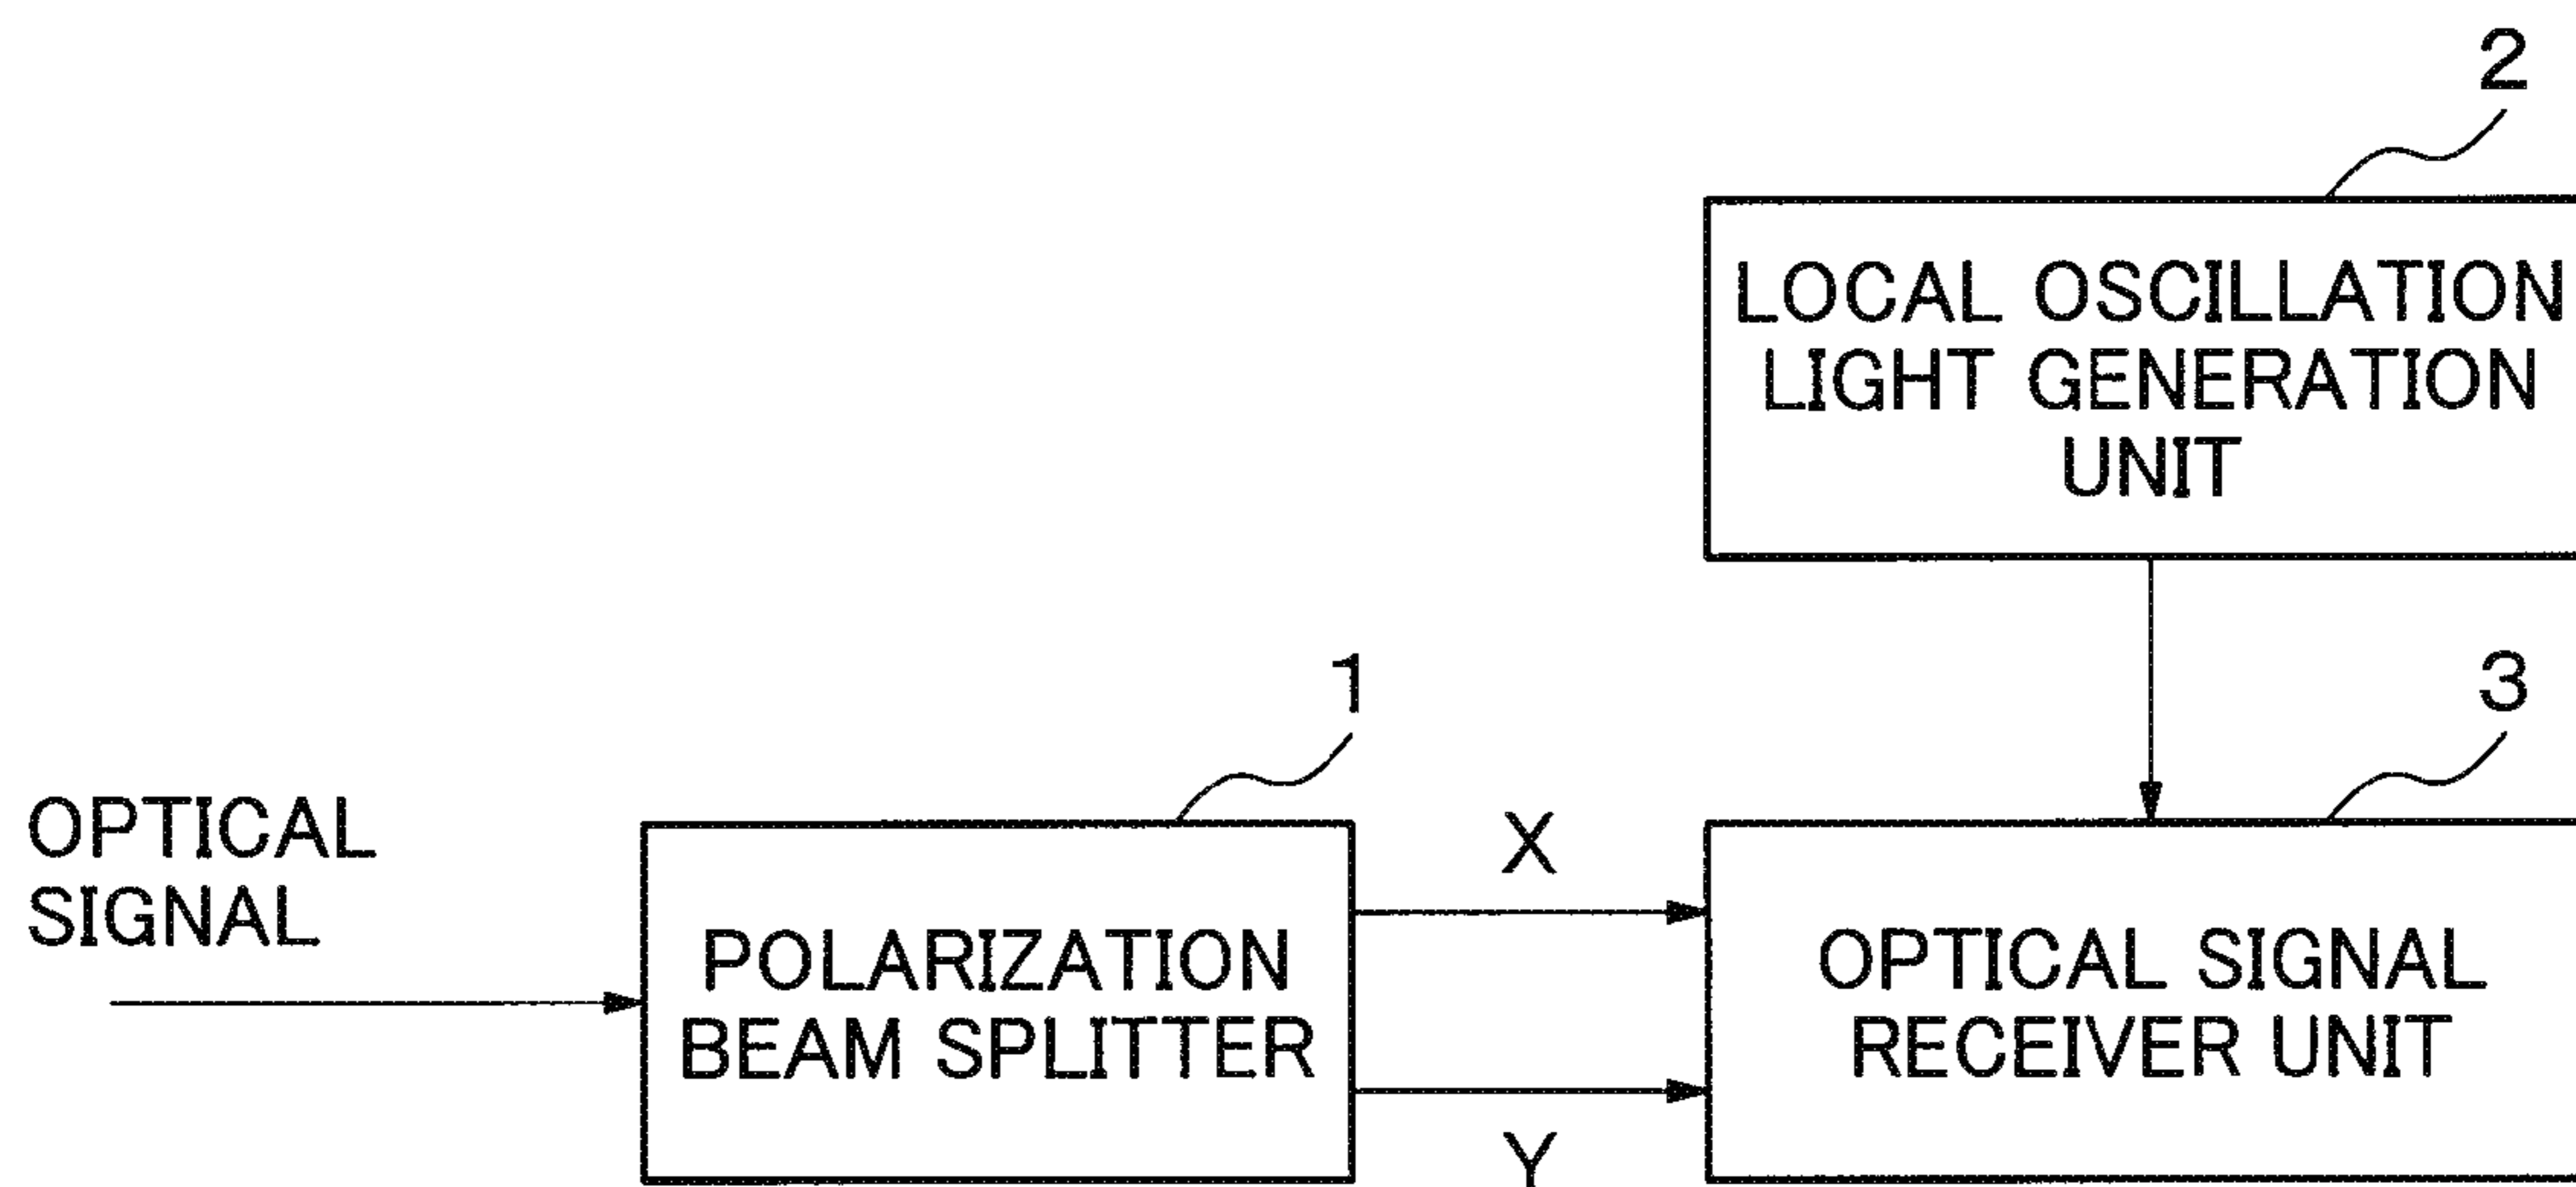 2
LOCAL OSCILLATION
LIGHT GENERATION
UNIT
1
3
OPTICAL
SIGNAL
X
POLARIZATION
BEAM SPLITTER
OPTICAL SIGNAL
RECEIVER UNIT
Y